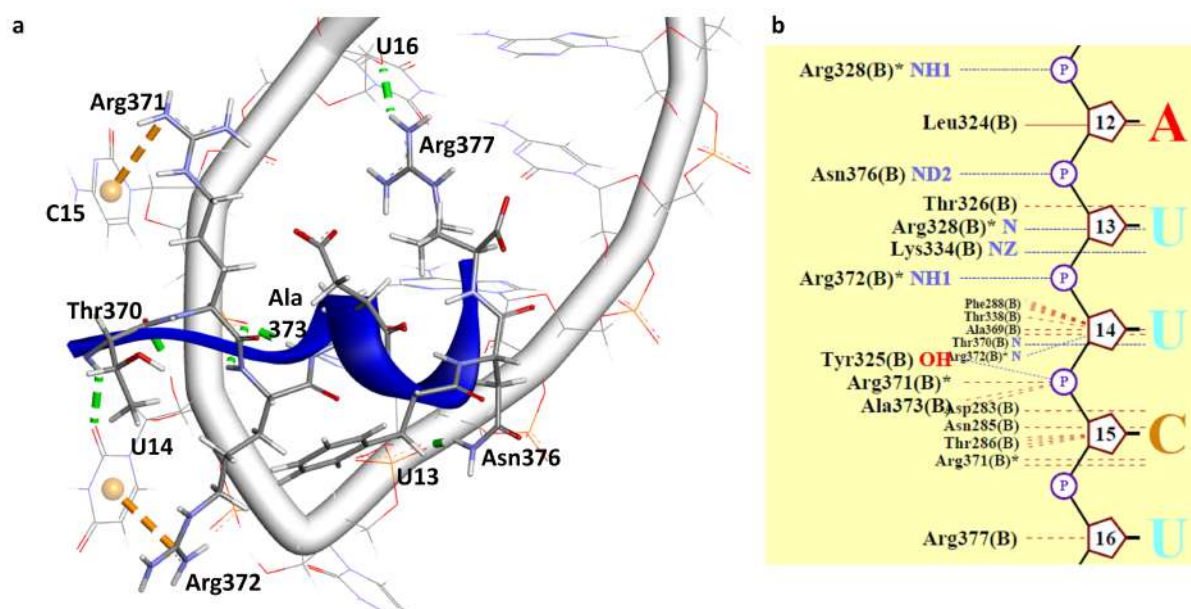 a
U16
Arg371
Arg377
C15
Thr370
Ala
373
U14
U13
Asn376
Arg372
b
Arg328(B)* NH1
P
Leu324(B)
12
A
Asn376(B) ND2
P
Thr326(B)
Arg328(B)* N
13
U
Lys334(B) NZ
Arg372(B)* NH1
P
Phe288(B)
Thr338(B)
14
U
Ala369(B)
Thr370(B) N
Arg372(B)* N
Tyr325(B) OH
Arg371(B)*
P
Ala373(B)
Asp283(B)
Asn285(B)
15
C
Thr286(B)
Arg371(B)*
P
Arg377(B)
16
U